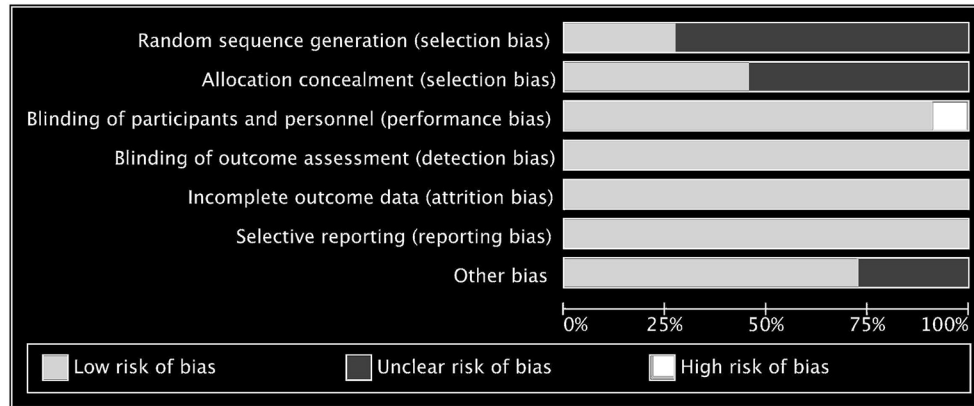 Random sequence generation (selection bias)
Allocation concealment (selection bias)
Blinding of participants and personnel (performance bias)
Blinding of outcome assessment (detection bias)
Incomplete outcome data (attrition bias)
Selective reporting (reporting bias)
Other bias
0% 25% 50% 75% 100%
Low risk of bias Unclear risk of bias High risk of bias